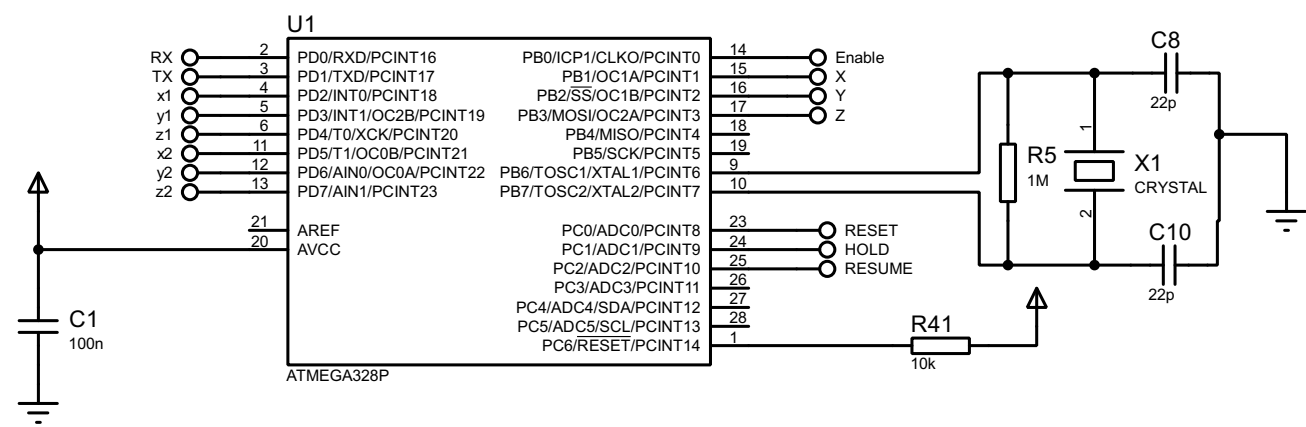 U1
RX 2 PD0/RXD/PCINT16 PB0/ICP1/CLKO/PCINT0 14 Enable
TX 3 PD1/TXD/PCINT17 PB1/OC1A/PCINT1 15 X
x1 4 PD2/INT0/PCINT18 PB2/SS/OC1B/PCINT2 16 Y
y1 5 PD3/INT1/OC2B/PCINT19 PB3/MOSI/OC2A/PCINT3 17 Z
z1 6 PD4/T0/XCK/PCINT20 PB4/MISO/PCINT4 18
x2 11 PD5/T1/OC0B/PCINT21 PB5/SCK/PCINT5 19
y2 12 PD6/AIN0/OC0A/PCINT22 PB6/TOSC1/XTAL1/PCINT6 9
z2 13 PD7/AIN1/PCINT23 PB7/TOSC2/XTAL2/PCINT7 10
21 AREF PC0/ADC0/PCINT8 23 RESET
20 AVCC PC1/ADC1/PCINT9 24 HOLD
PC2/ADC2/PCINT10 25 RESUME
PC3/ADC3/PCINT11 26
PC4/ADC4/SDA/PCINT12 27
PC5/ADC5/SCL/PCINT13 28
PC6/RESET/PCINT14 1
ATMEGA328P
C1
100n
R41
10k
C8
22p
R5
1M
1
X1
CRYSTAL
2
C10
22p